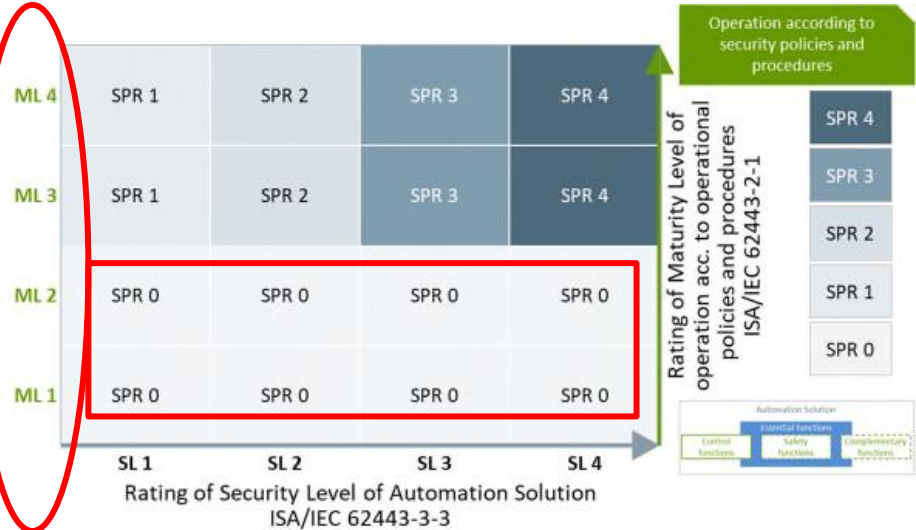 Operation according to
security policies and
procedures
ML 4
SPR 1
SPR 2
SPR 3
SPR 4
ML 3
SPR 1
SPR 2
SPR 3
SPR 4
ML 2
SPR 0
SPR 0
SPR 0
SPR 0
ML 1
SPR 0
SPR 0
SPR 0
SPR 0
SL 1
SL 2
SL 3
SL 4
Rating of Security Level of Automation Solution
ISA/IEC 62443-3-3
Rating of Maturity Level of
operation acc. to operational
policies and procedures
ISA/IEC 62443-2-1
SPR 4
SPR 3
SPR 2
SPR 1
SPR 0
Automation Solution
Essential functions
Control
functions
Safety
functions
Complementary
functions